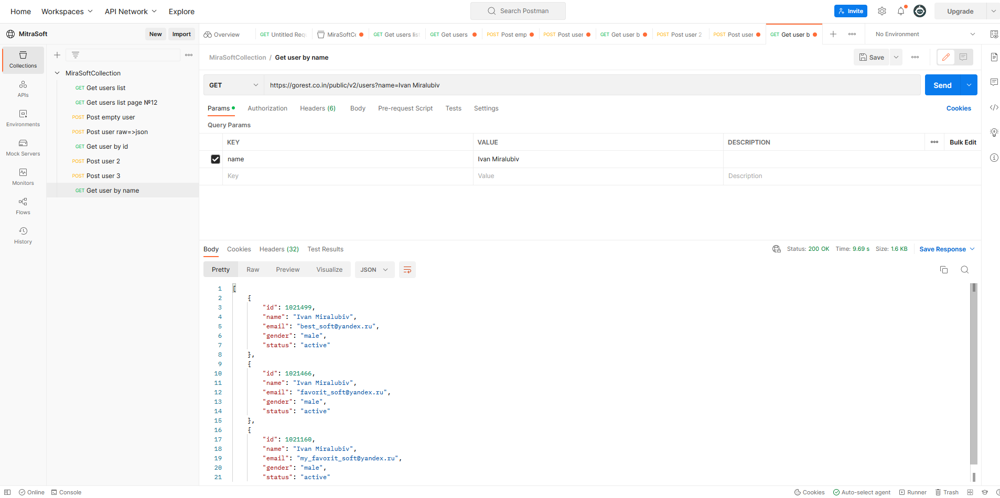 Home Workspaces API Network Explore Search Postman Invite Upgrade
MitraSoft New Import Overview GET Untitled Req MiraSoftCo GET Get users list GET Get users POST Post emp POST Post user GET Get user b POST Post user 2 POST Post user GET Get user b No Environment
Collections
APIs
Environments
Mock Servers
Monitors
Flows
History
MiraSoftCollection
GET Get users list
GET Get users list page №12
POST Post empty user
POST Post user raw=>json
GET Get user by id
POST Post user 2
POST Post user 3
GET Get user by name
MiraSoftCollection / Get user by name Save
GET https://gorest.co.in/public/v2/users?name=Ivan Miralubiv Send
Params Authorization Headers (6) Body Pre-request Script Tests Settings Cookies
Query Params
KEY VALUE DESCRIPTION Bulk Edit
name Ivan Miralubiv
Key Value Description
Body Cookies Headers (32) Test Results Status: 200 OK Time: 9.69 s Size: 1.6 KB Save Response
Pretty Raw Preview Visualize JSON
1 [
2 {
3 "id": 1021499,
4 "name": "Ivan Miralubiv",
5 "email": "best_soft@yandex.ru",
6 "gender": "male",
7 "status": "active"
8 },
9 {
10 "id": 1021466,
11 "name": "Ivan Miralubiv",
12 "email": "favorit_soft@yandex.ru",
13 "gender": "male",
14 "status": "active"
15 },
16 {
17 "id": 1021160,
18 "name": "Ivan Miralubiv",
19 "email": "my_favorit_soft@yandex.ru",
20 "gender": "male",
21 "status": "active"
Online Console Cookies Auto-select agent Runner Trash